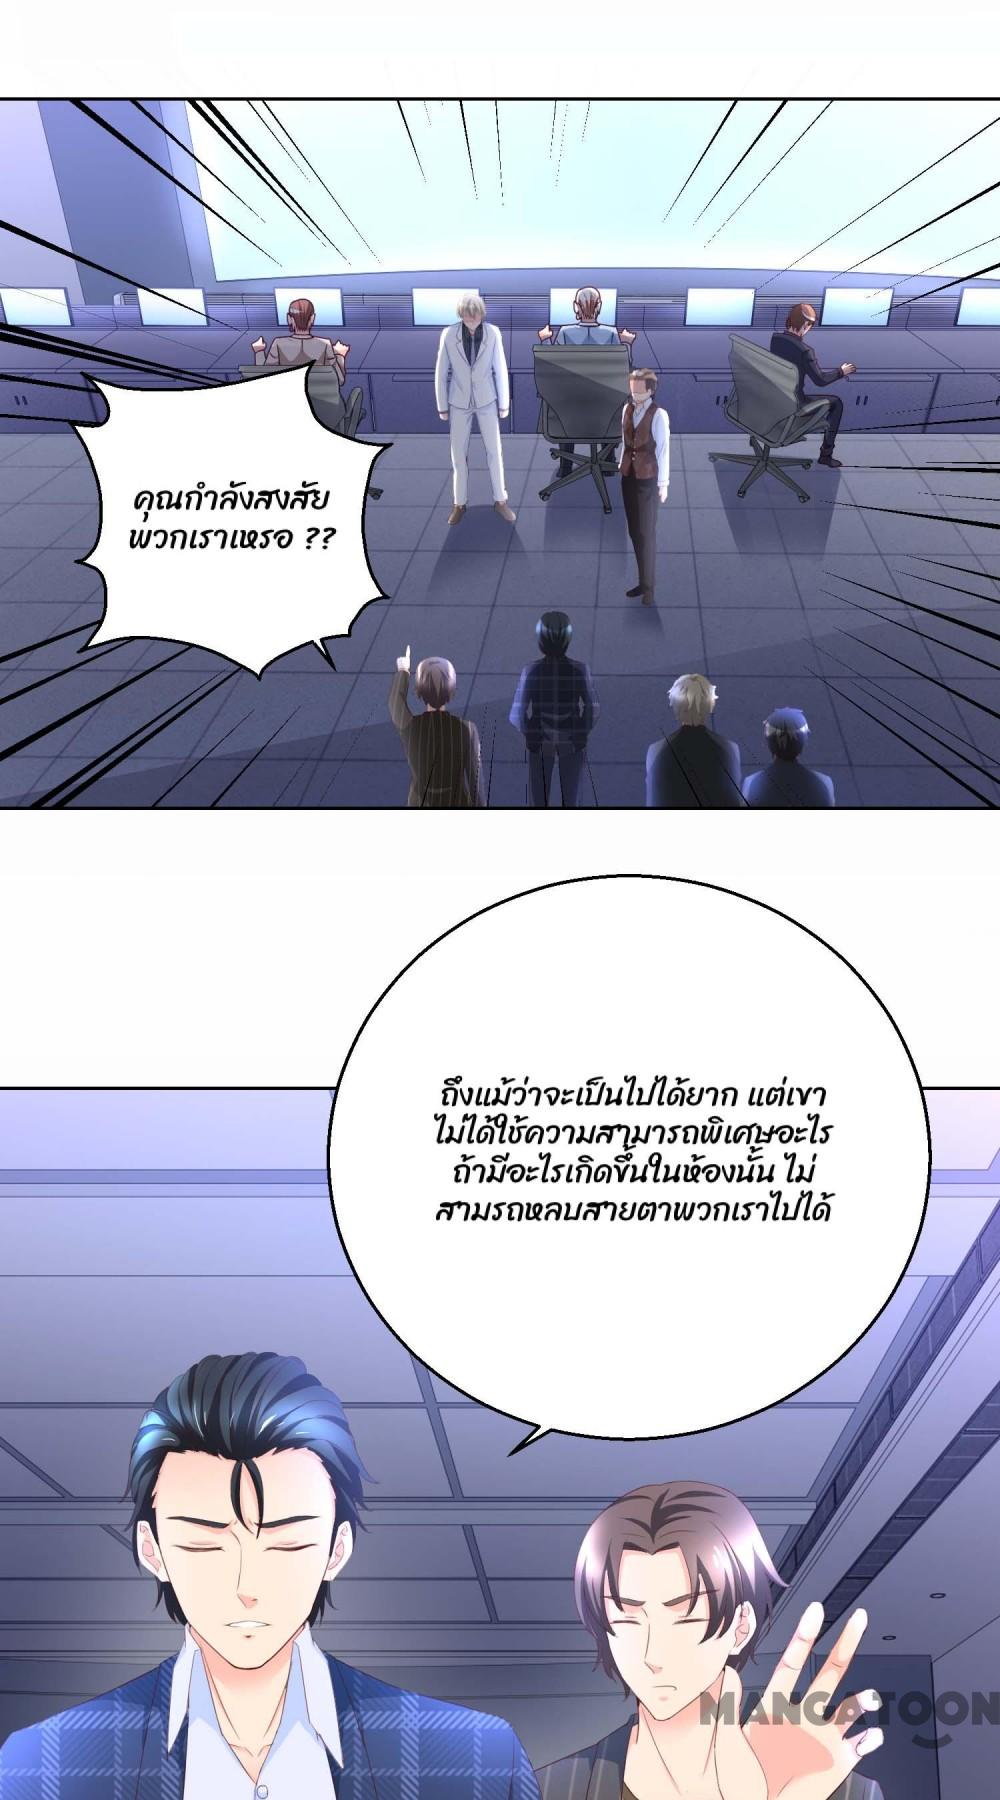 คุณกำลังสงสัย
พวกเราเหรอ ??
ถึงแม้ว่าจะเป็นไปได้ยาก แต่เขา
ไม่ได้ใช้ความสามารถพิเศษอะไร
ถ้ามีอะไรเกิดขึ้นในห้องนั้น ไม่
สามรถหลบสายตาพวกเราไปได้
MANGATOON